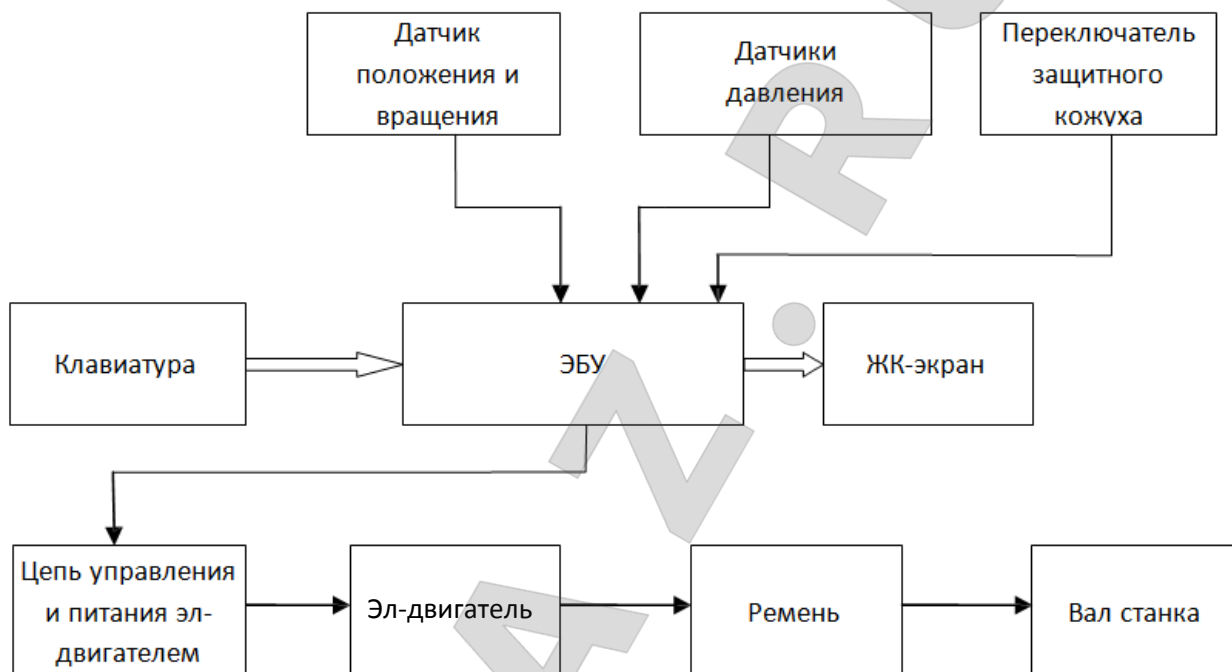 Датчик
положения и
вращения
Датчики
давления
Переключатель
защитного
кожуха
Клавиатура
ЭБУ
ЖК-экран
Цепь управления
и питания эл-
двигателем
Эл-двигатель
Ремень
Вал станка